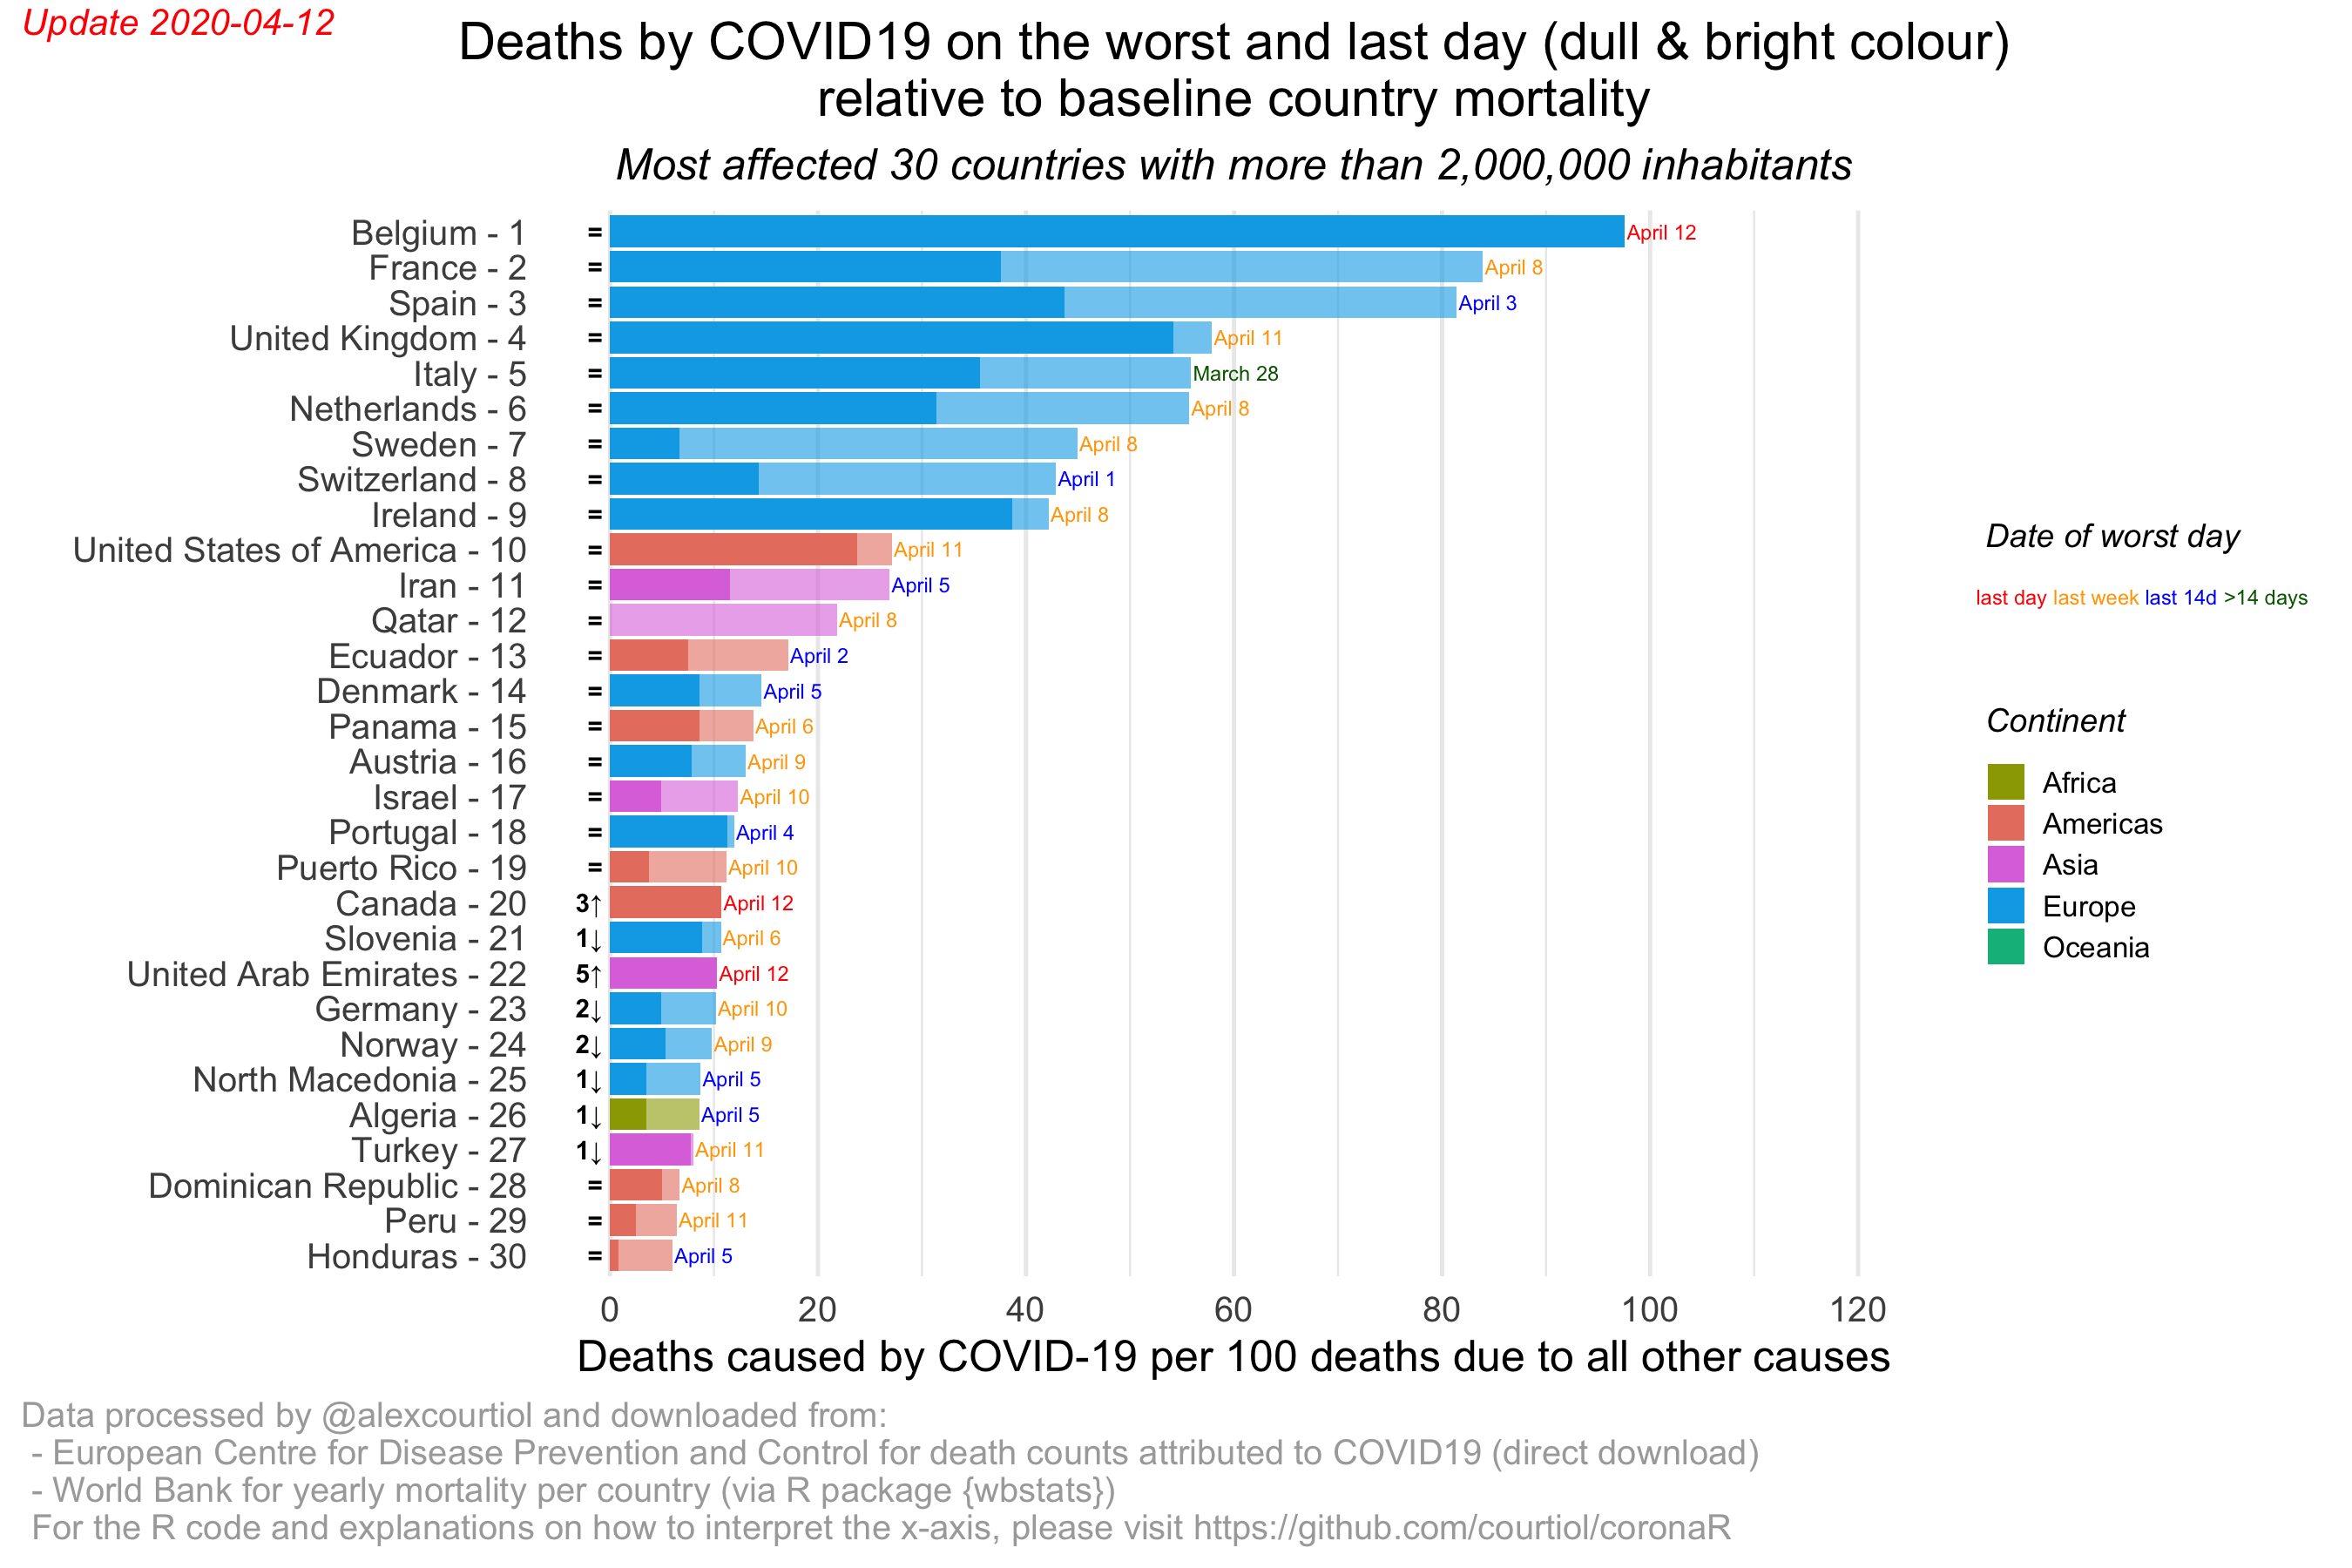 Update 2020-04-12
Deaths by COVID19 on the worst and last day (dull & bright colour)
relative to baseline country mortality
Most affected 30 countries with more than 2,000,000 inhabitants
Belgium - 1 = April 12
France - 2 = April 8
Spain - 3 = April 3
United Kingdom - 4 = April 11
Italy - 5 = March 28
Netherlands - 6 = April 8
Sweden - 7 = April 8
Switzerland - 8 = April 1
Ireland - 9 = April 8
United States of America - 10 = April 11
Iran - 11 = April 5
Qatar - 12 = April 8
Ecuador - 13 = April 2
Denmark - 14 = April 5
Panama - 15 = April 6
Austria - 16 = April 9
Israel - 17 = April 10
Portugal - 18 = April 4
Puerto Rico - 19 = April 10
Canada - 20 3↑ April 12
Slovenia - 21 1↓ April 6
United Arab Emirates - 22 5↑ April 12
Germany - 23 2↓ April 10
Norway - 24 2↓ April 9
North Macedonia - 25 1↓ April 5
Algeria - 26 1↓ April 5
Turkey - 27 1↓ April 11
Dominican Republic - 28 = April 8
Peru - 29 = April 11
Honduras - 30 = April 5
0 20 40 60 80 100 120
Deaths caused by COVID-19 per 100 deaths due to all other causes
Date of worst day
last day last week last 14d >14 days
Continent
Africa
Americas
Asia
Europe
Oceania
Data processed by @alexcourtiol and downloaded from:
- European Centre for Disease Prevention and Control for death counts attributed to COVID19 (direct download)
- World Bank for yearly mortality per country (via R package {wbstats})
For the R code and explanations on how to interpret the x-axis, please visit https://github.com/courtiol/coronaR